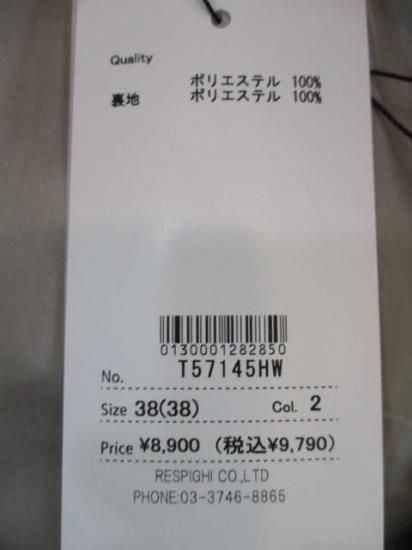 Quality
ポリエステル 100%
裏地 ポリエステル 100%
0130001282850
No. T57145HW
Size 38(38) Col. 2
Price ¥8,900 (税込¥9,790)
RESPIGHI CO,LTD
PHONE:03-3746-8865